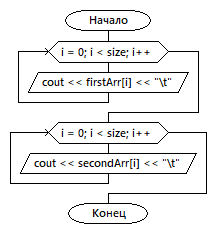 Начало
i = 0; i < size; i++
cout << firstArr[i] << "\t"
i = 0; i < size; i++
cout << secondArr[i] << "\t"
Конец